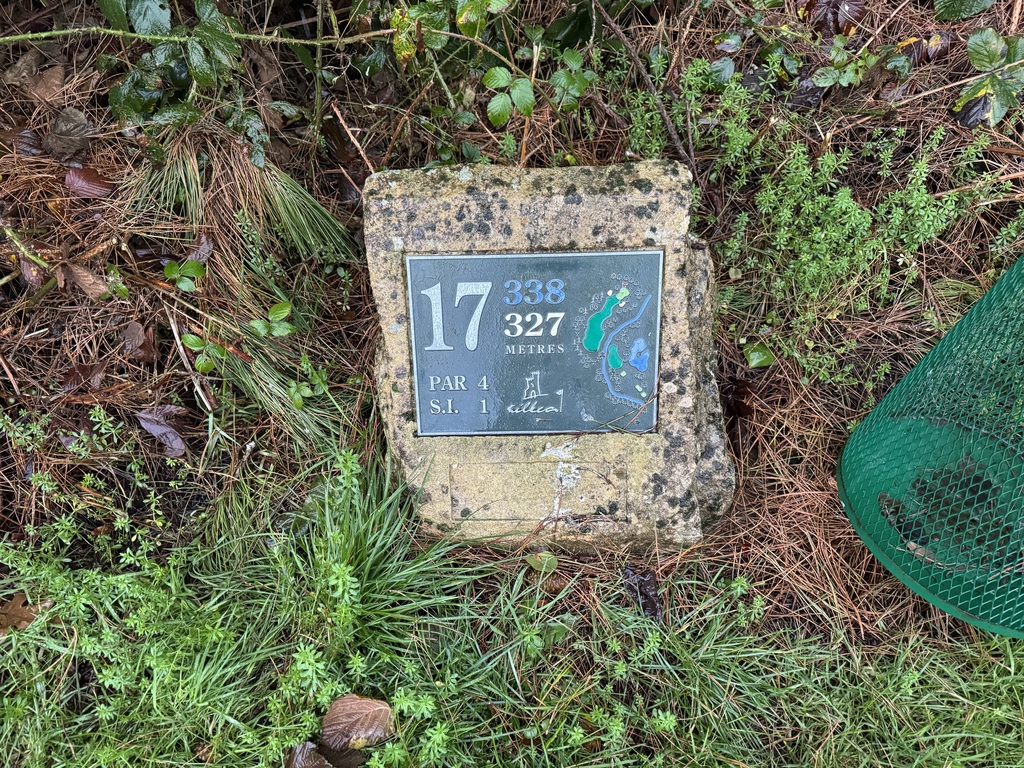 17
338
327
METRES
PAR 4
S.I. 1